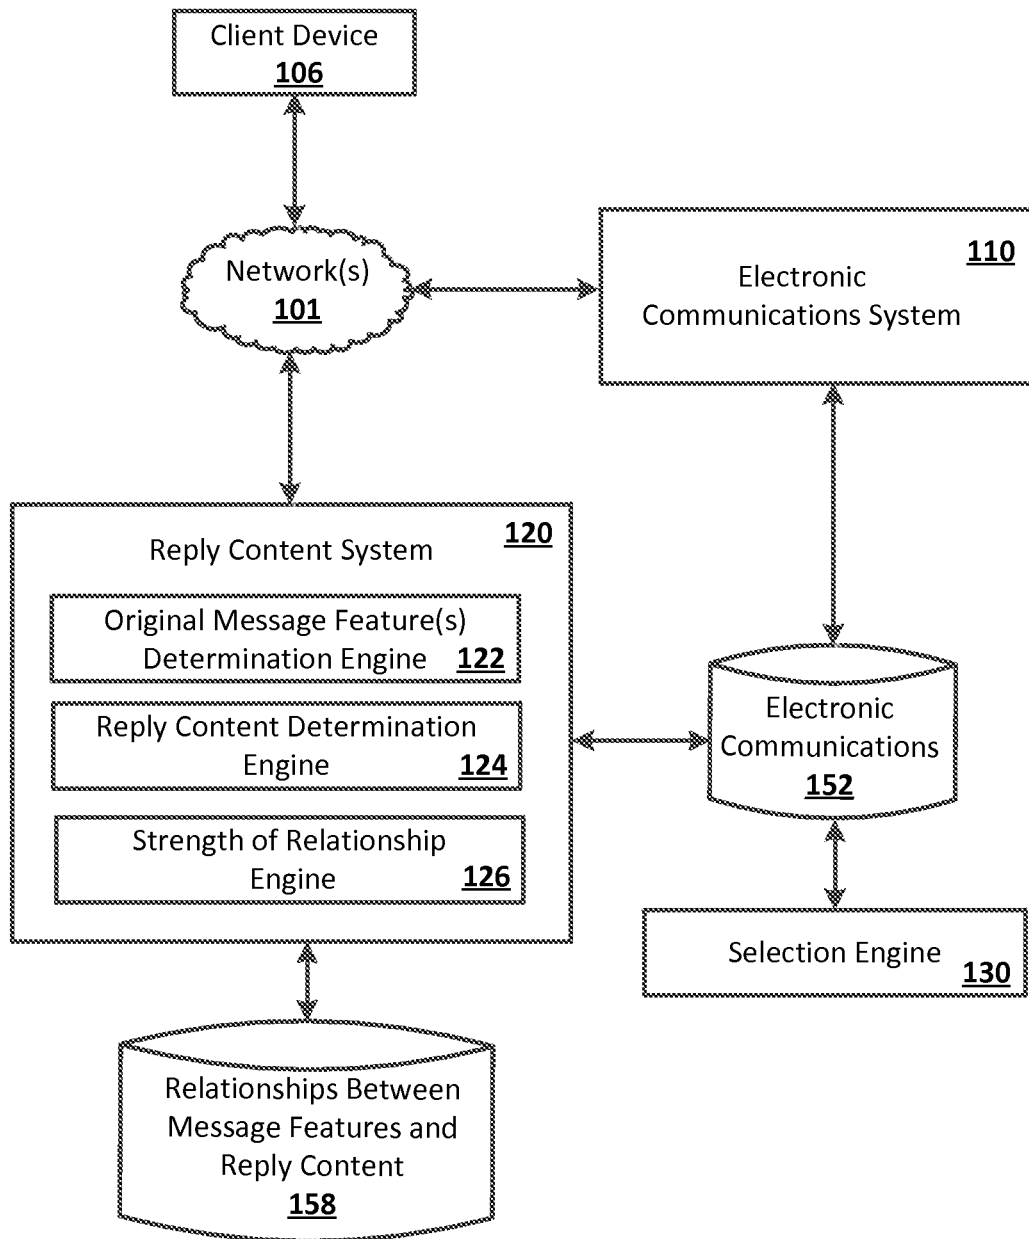 Client Device
106
Network(s)
101
110
Electronic
Communications System
120
Reply Content System
Original Message Feature(s)
Determination Engine 122
Reply Content Determination
Engine 124
Strength of Relationship
Engine 126
Electronic
Communications
152
Selection Engine 130
Relationships Between
Message Features and
Reply Content
158